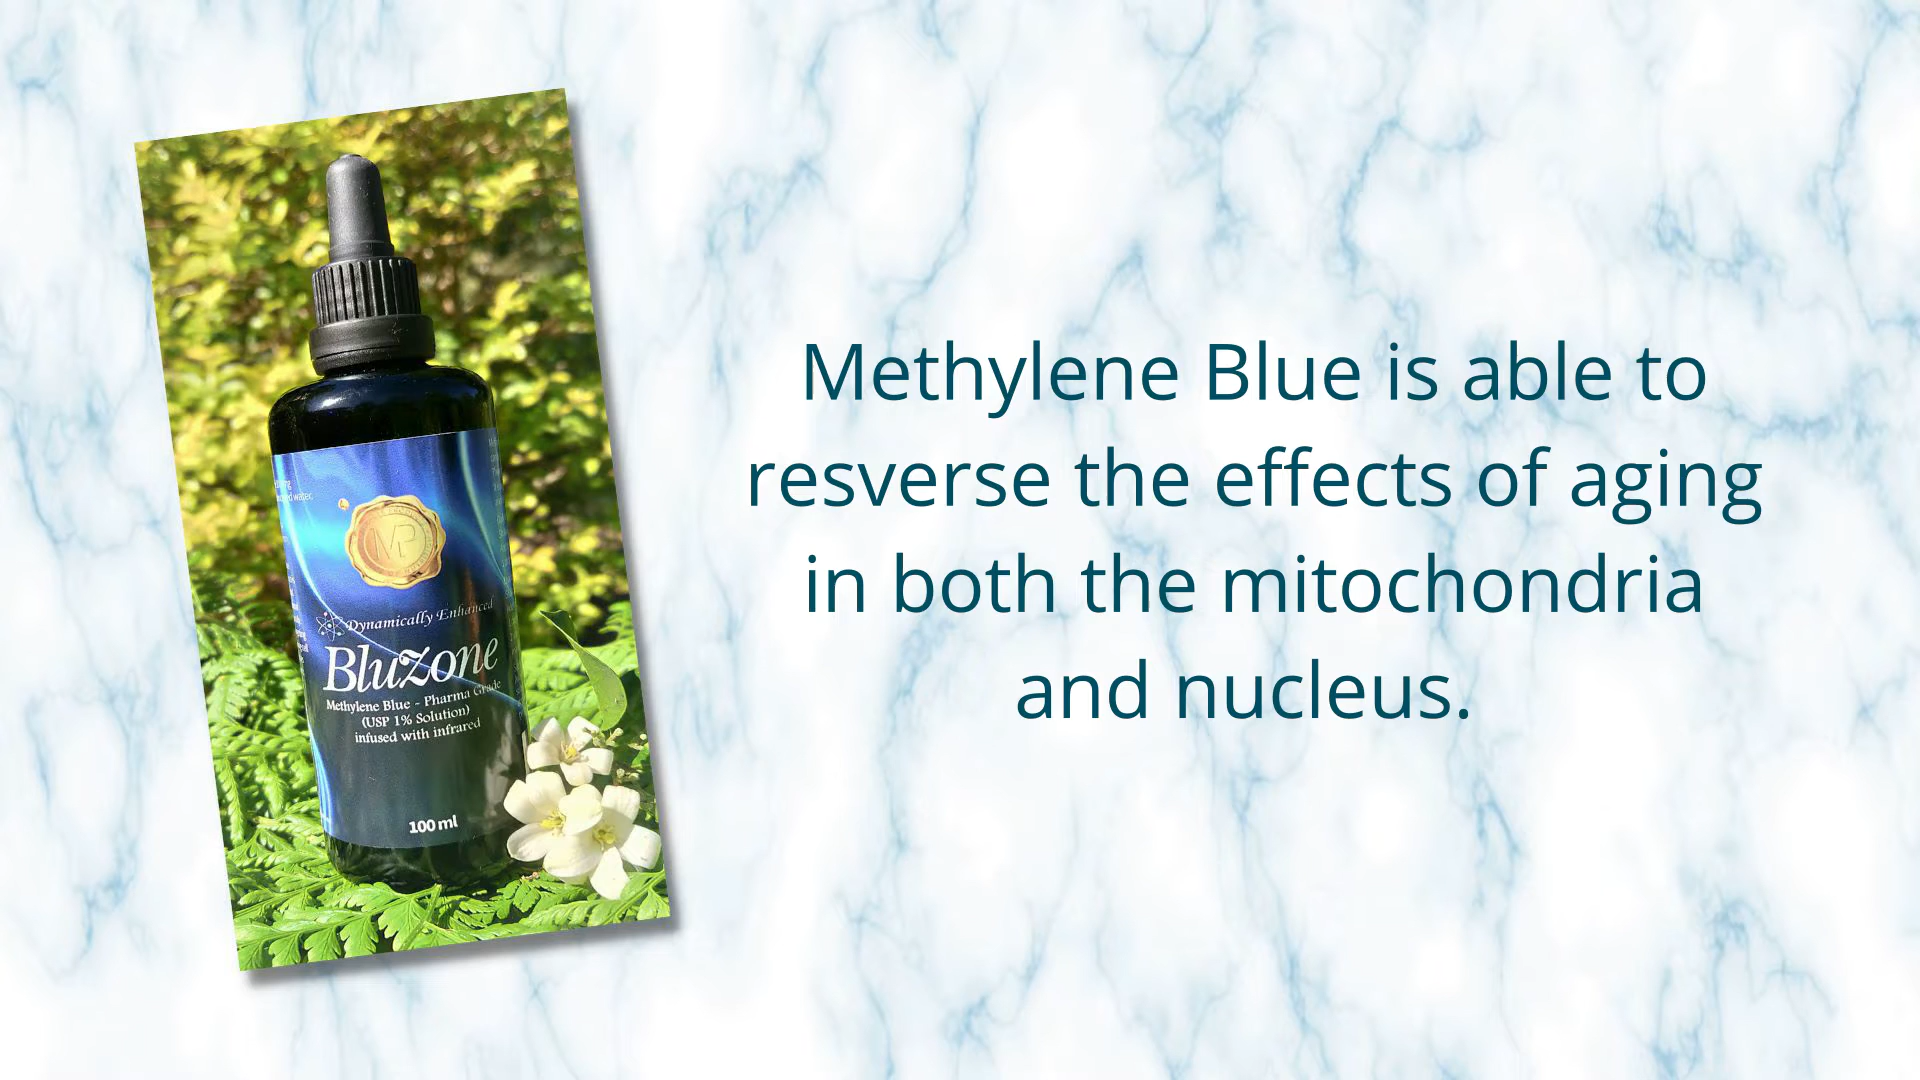 Methylene Blue is able to
resverse the effects of aging
in both the mitochondria
and nucleus.
MP
Dynamically Enhanced
Bluzone
Methylene Blue - Pharma Grade
(USP 1% Solution)
infused with infrared
100 ml